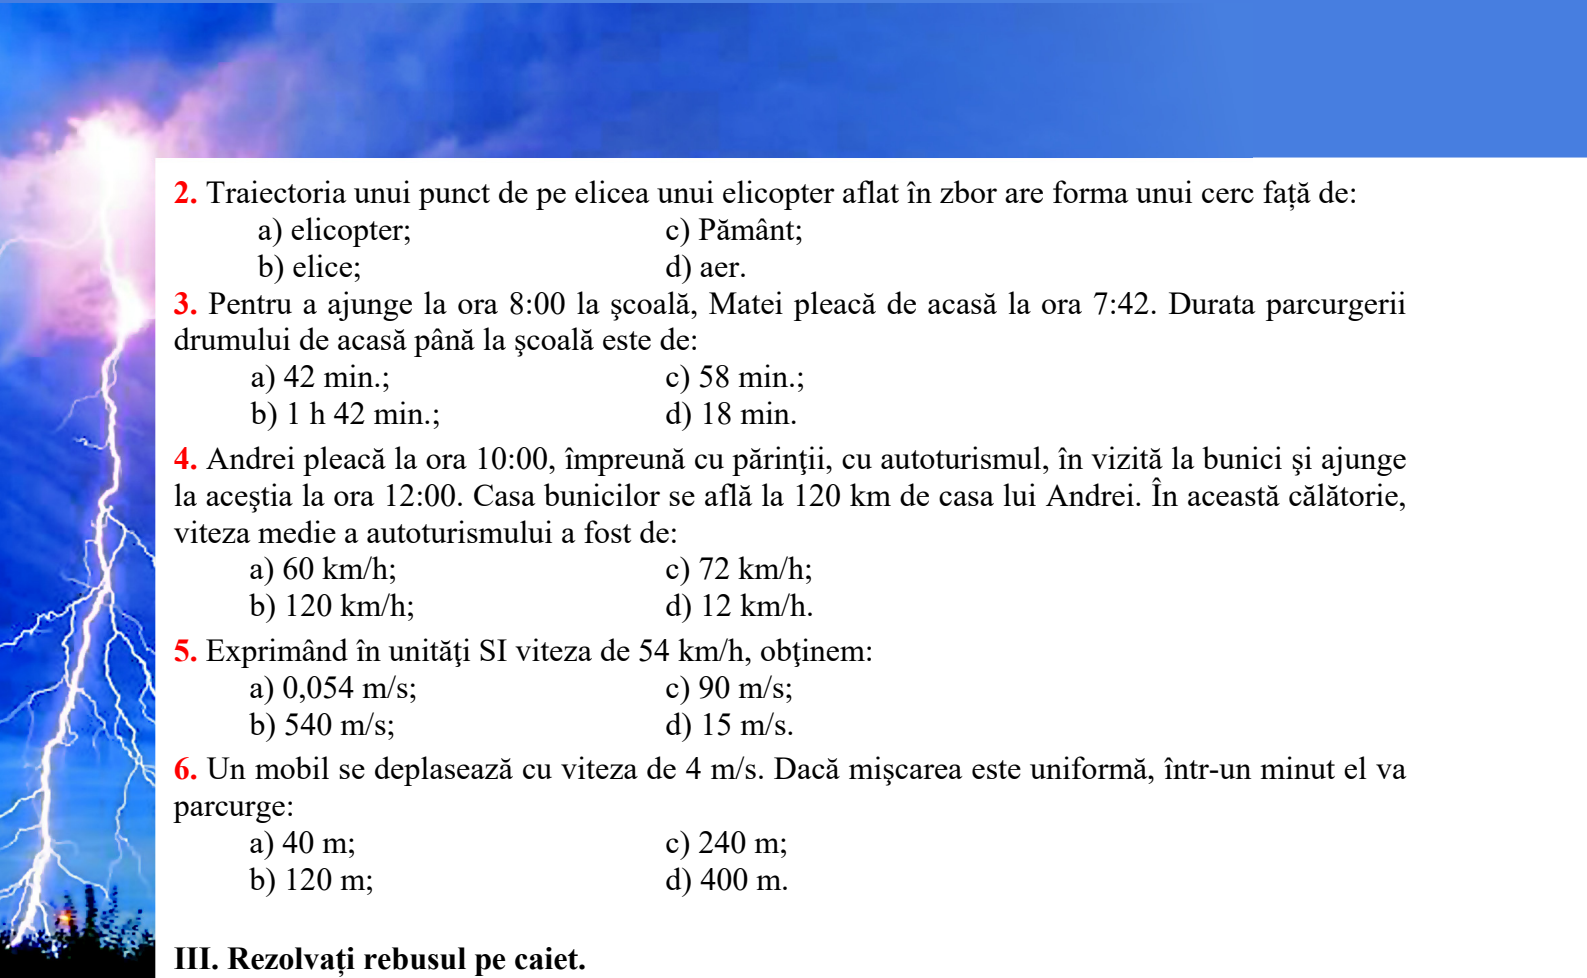 2. Traiectoria unui punct de pe elicea unui elicopter aflat în zbor are forma unui cerc față de:
a) elicopter; c) Pământ;
b) elice; d) aer.
3. Pentru a ajunge la ora 8:00 la şcoală, Matei pleacă de acasă la ora 7:42. Durata parcurgerii
drumului de acasă până la şcoală este de:
a) 42 min.; c) 58 min.;
b) 1 h 42 min.; d) 18 min.
4. Andrei pleacă la ora 10:00, împreună cu părinţii, cu autoturismul, în vizită la bunici şi ajunge
la aceştia la ora 12:00. Casa bunicilor se află la 120 km de casa lui Andrei. În această călătorie,
viteza medie a autoturismului a fost de:
a) 60 km/h; c) 72 km/h;
b) 120 km/h; d) 12 km/h.
5. Exprimând în unităţi SI viteza de 54 km/h, obţinem:
a) 0,054 m/s; c) 90 m/s;
b) 540 m/s; d) 15 m/s.
6. Un mobil se deplasează cu viteza de 4 m/s. Dacă mişcarea este uniformă, într-un minut el va
parcurge:
a) 40 m; c) 240 m;
b) 120 m; d) 400 m.
III. Rezolvați rebusul pe caiet.